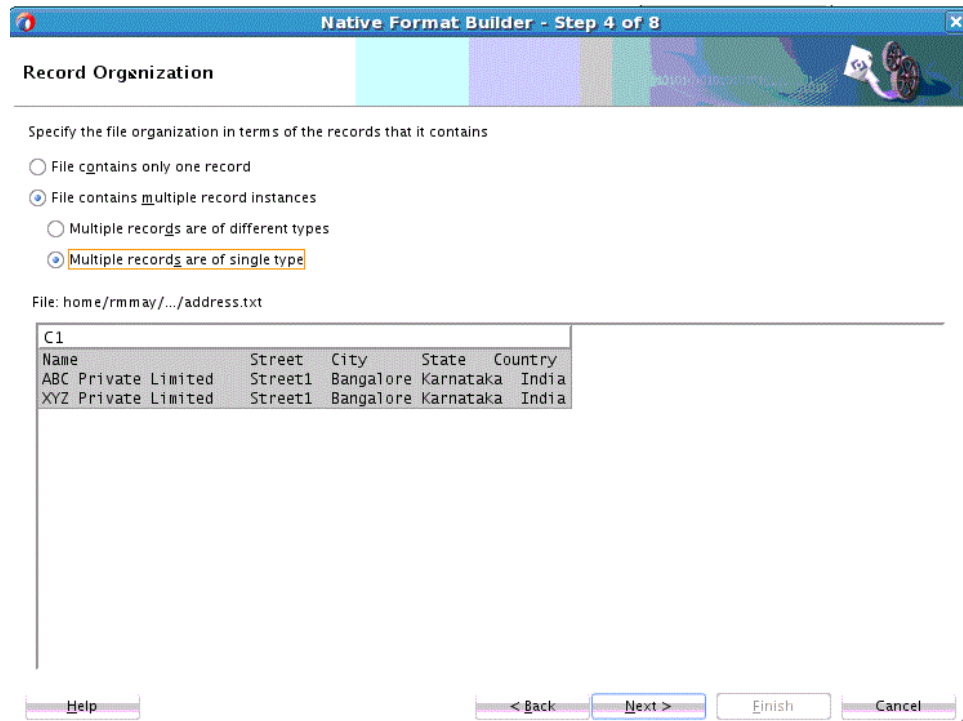 Native Format Builder - Step 4 of 8
Record Organization
Specify the file organization in terms of the records that it contains
File contains only one record
File contains multiple record instances
Multiple records are of different types
Multiple records are of single type
File: home/rmmay/.../address.txt
C1
Name Street City State Country
ABC Private Limited Street1 Bangalore Karnataka India
XYZ Private Limited Street1 Bangalore Karnataka India
Help < Back Next > Finish Cancel